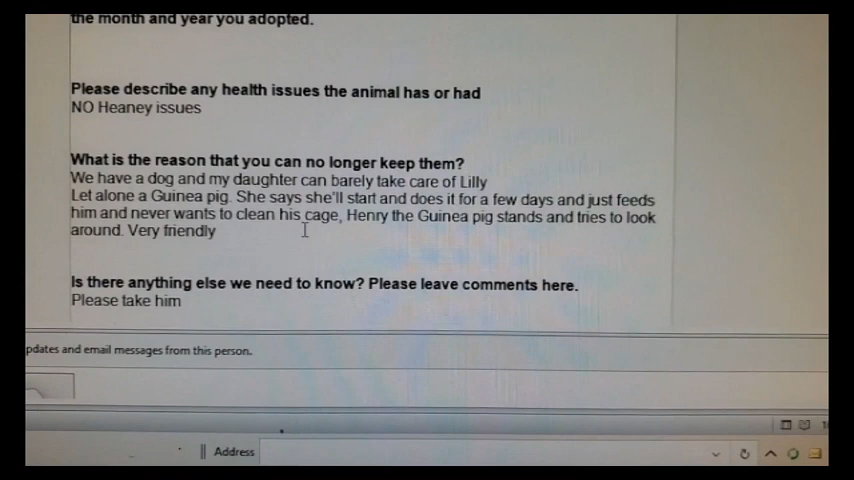 the month and year you adopted.
Please describe any health issues the animal has or had
NO Heaney issues
What is the reason that you can no longer keep them?
We have a dog and my daughter can barely take care of Lilly
Let alone a Guinea pig. She says she'll start and does it for a few days and just feeds
him and never wants to clean his cage, Henry the Guinea pig stands and tries to look
around. Very friendly
Is there anything else we need to know? Please leave comments here.
Please take him
pdates and email messages from this person.
Address